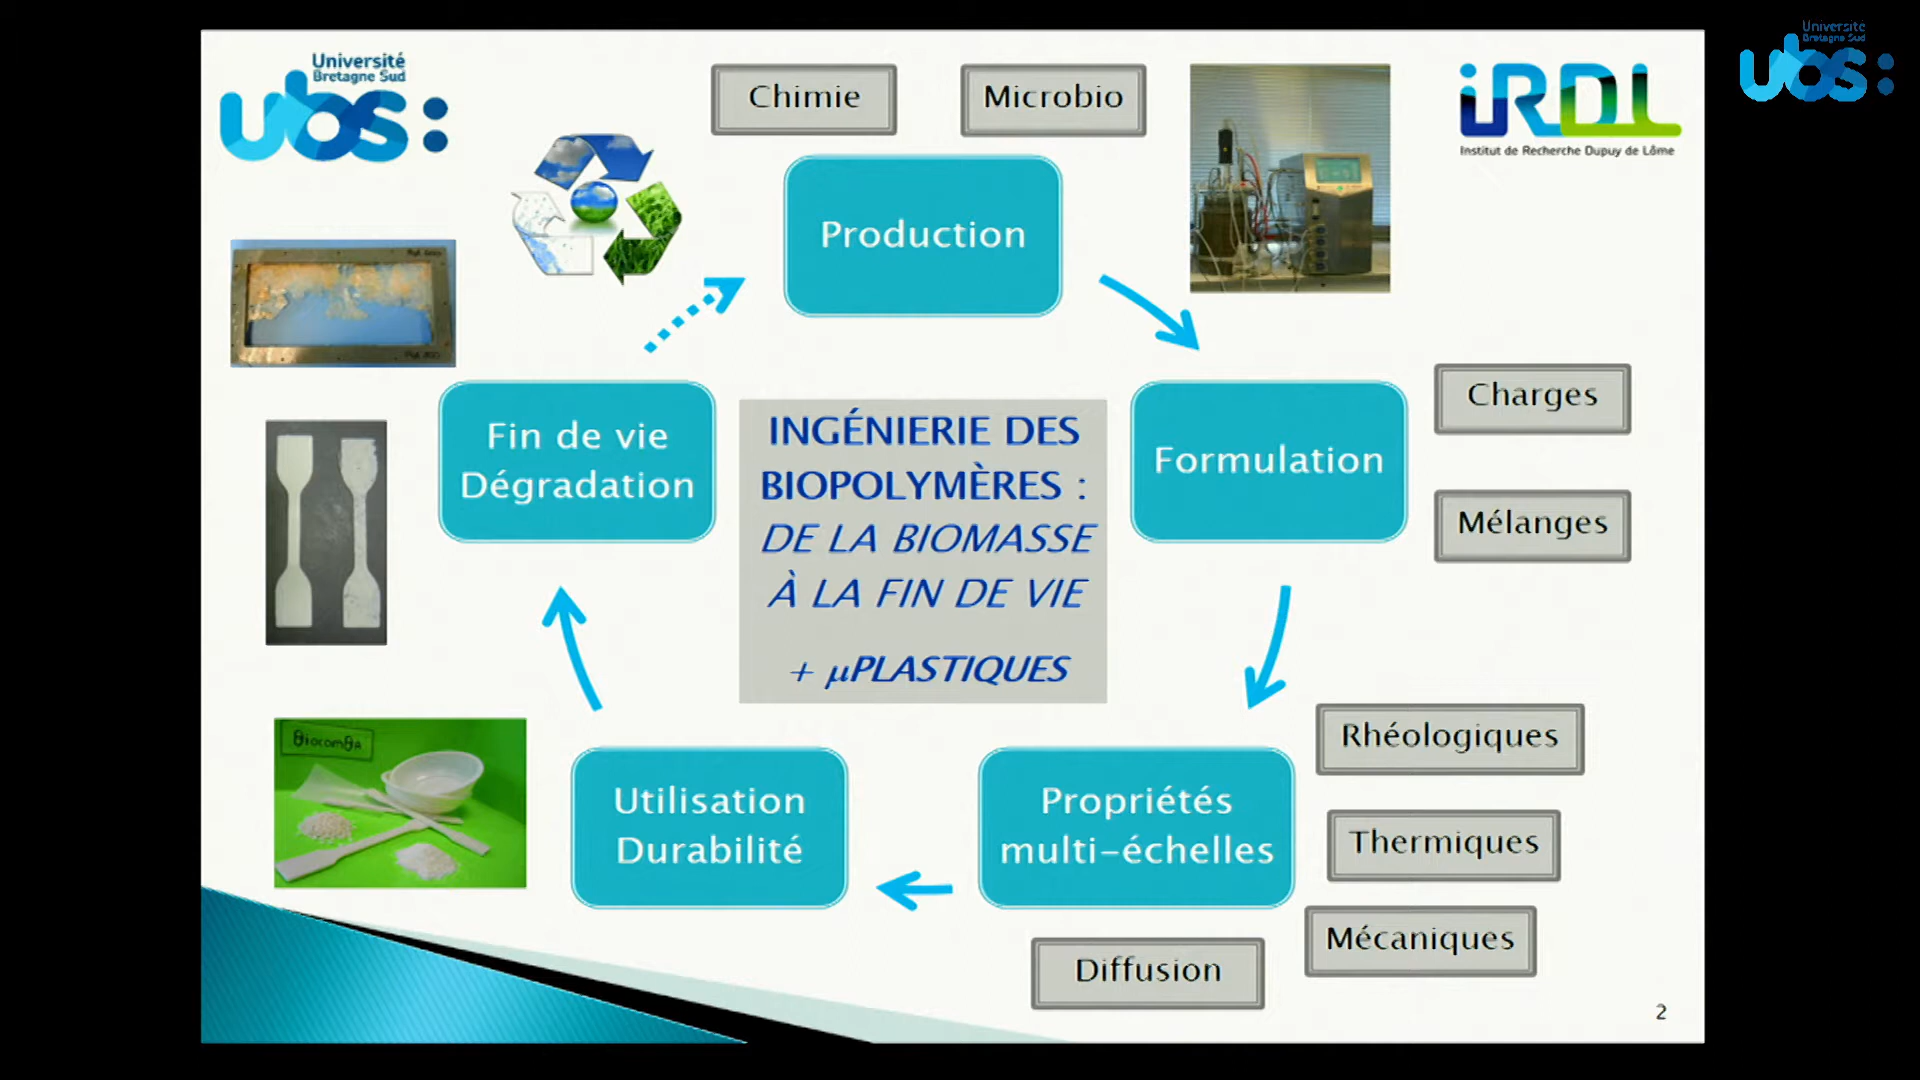 Université
Bretagne Sud
ubs:
Chimie
Microbio
iRDL
Institut de Recherche Dupuy de Lôme
Université
Bretagne Sud
ubs:
Production
Fin de vie
Dégradation
INGÉNIERIE DES
BIOPOLYMÈRES :
DE LA BIOMASSE
À LA FIN DE VIE
+ µPLASTIQUES
Formulation
Charges
Mélanges
Utilisation
Durabilité
Propriétés
multi-échelles
Rhéologiques
Thermiques
Mécaniques
Diffusion
2